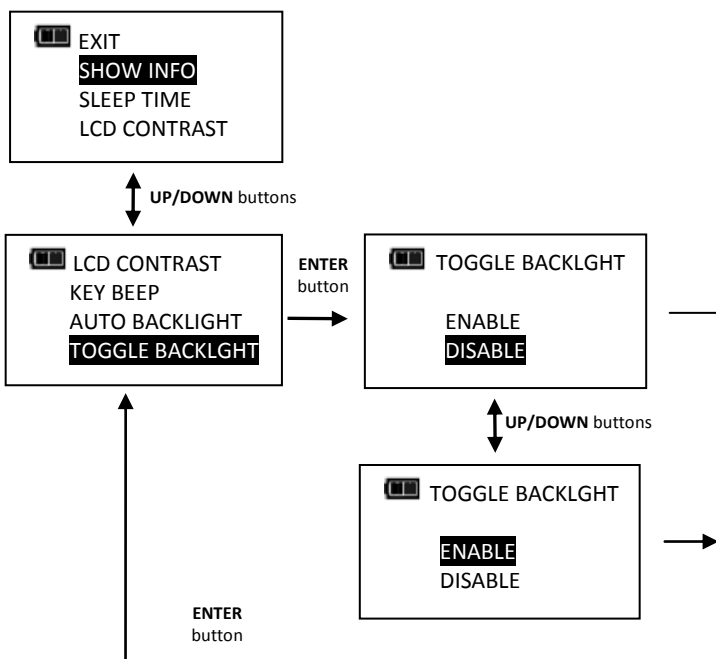 EXIT
SHOW INFO
SLEEP TIME
LCD CONTRAST
UP/DOWN buttons
LCD CONTRAST
KEY BEEP
AUTO BACKLIGHT
TOGGLE BACKLGHT
ENTER
button
TOGGLE BACKLGHT
ENABLE
DISABLE
UP/DOWN buttons
TOGGLE BACKLGHT
ENABLE
DISABLE
ENTER
button